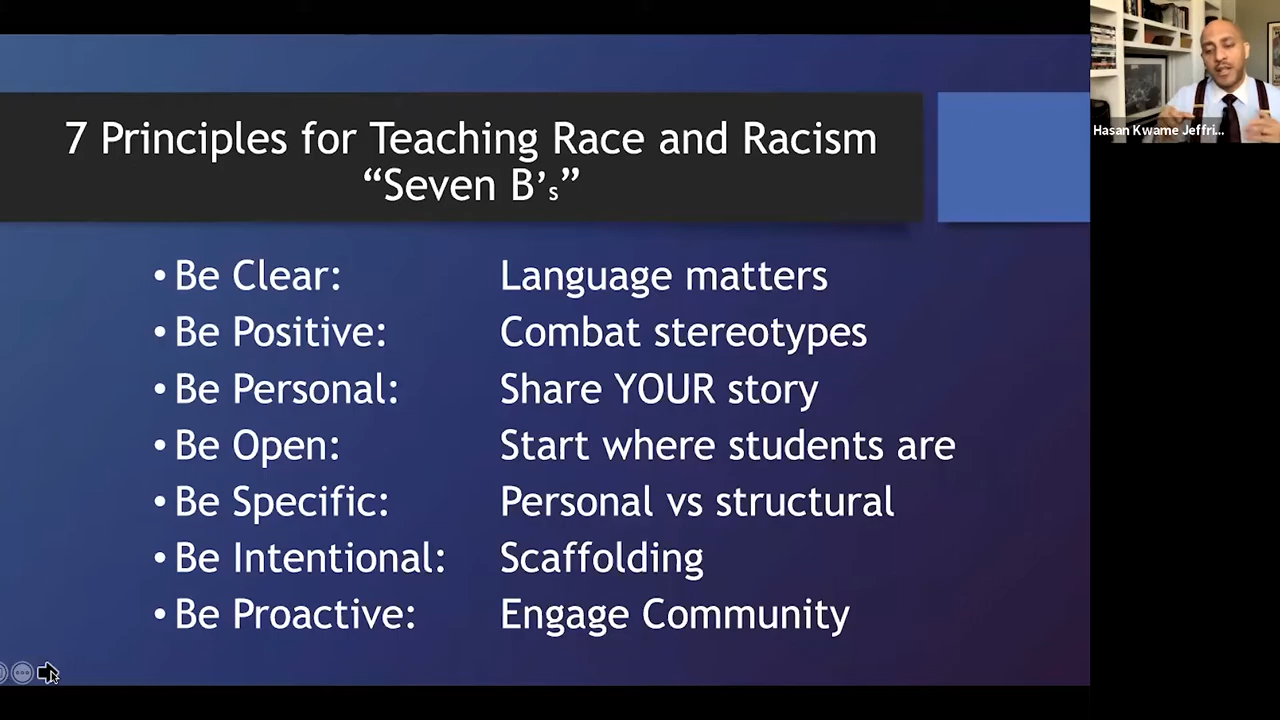 7 Principles for Teaching Race and Racism
“Seven B’s”
• Be Clear: Language matters
• Be Positive: Combat stereotypes
• Be Personal: Share YOUR story
• Be Open: Start where students are
• Be Specific: Personal vs structural
• Be Intentional: Scaffolding
• Be Proactive: Engage Community
Hasan Kwame Jeffri...